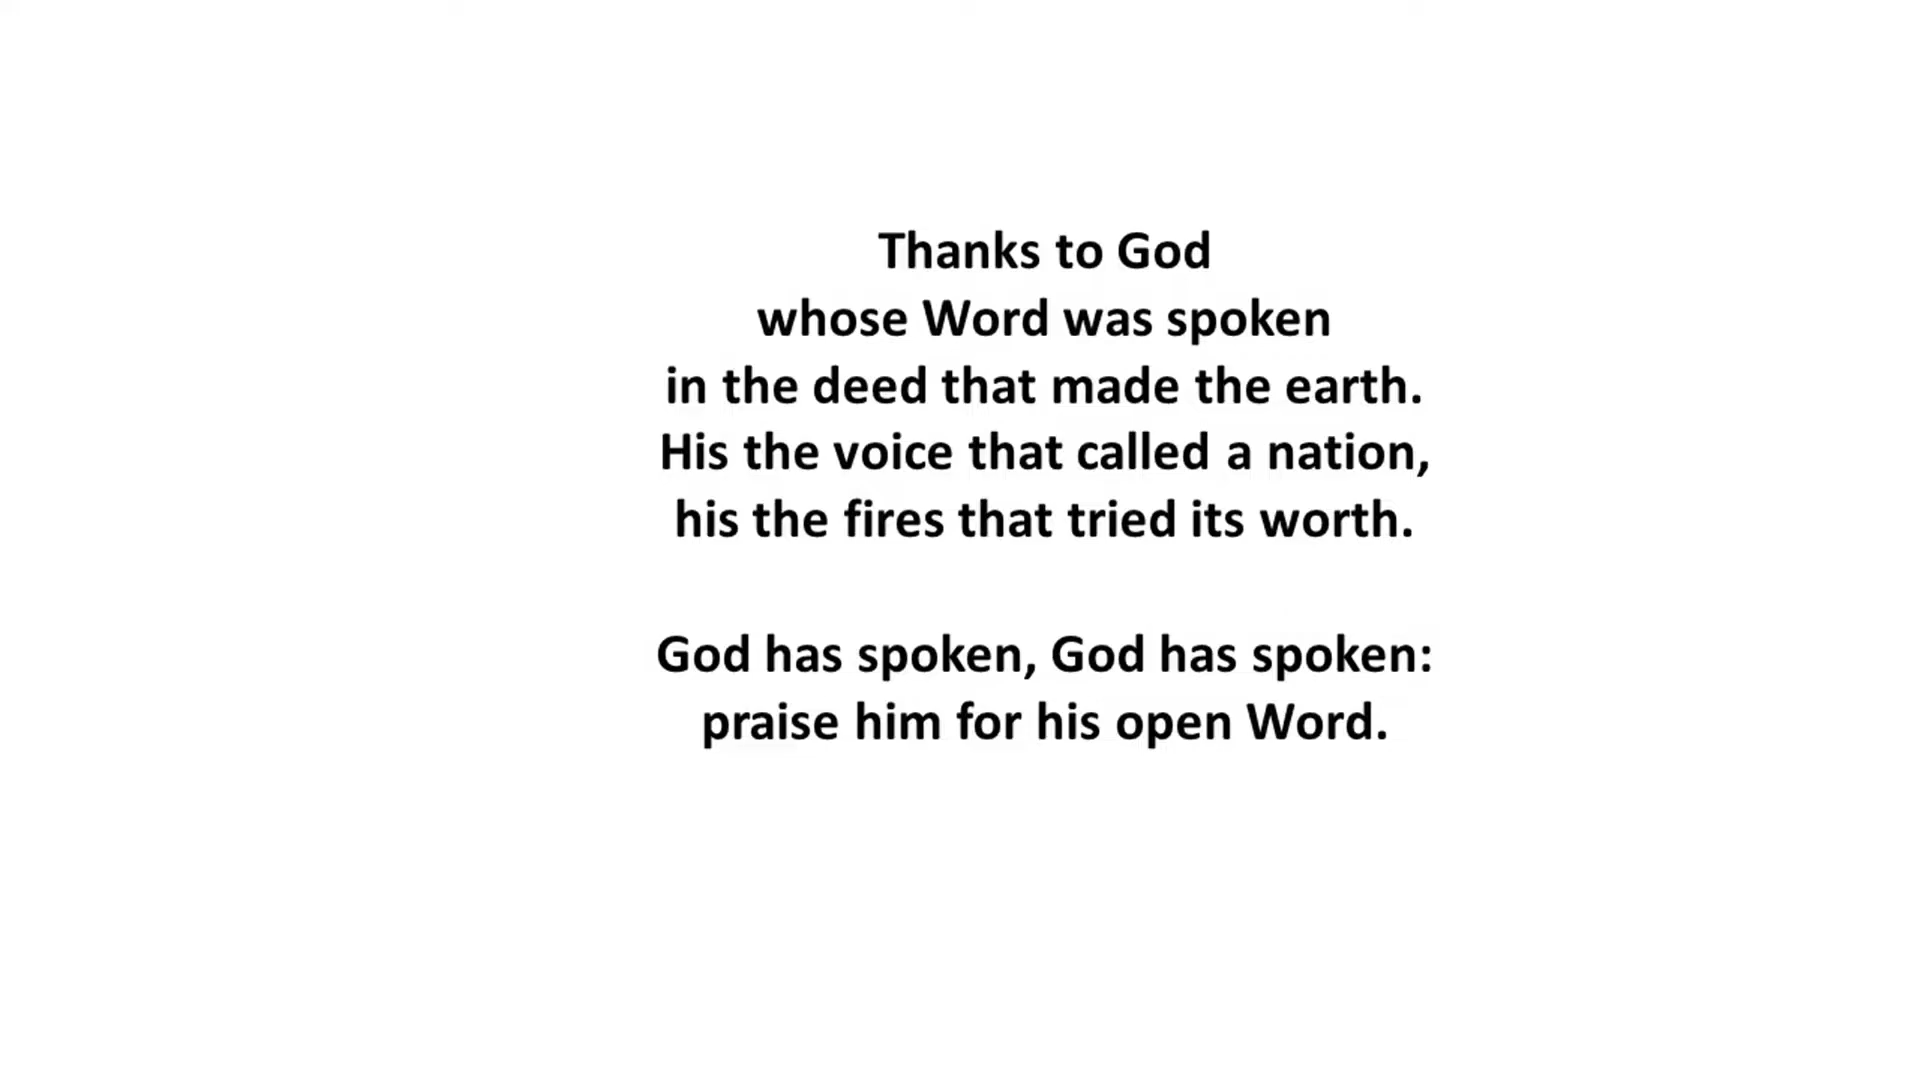 Thanks to God
whose Word was spoken
in the deed that made the earth.
His the voice that called a nation,
his the fires that tried its worth.
God has spoken, God has spoken:
praise him for his open Word.